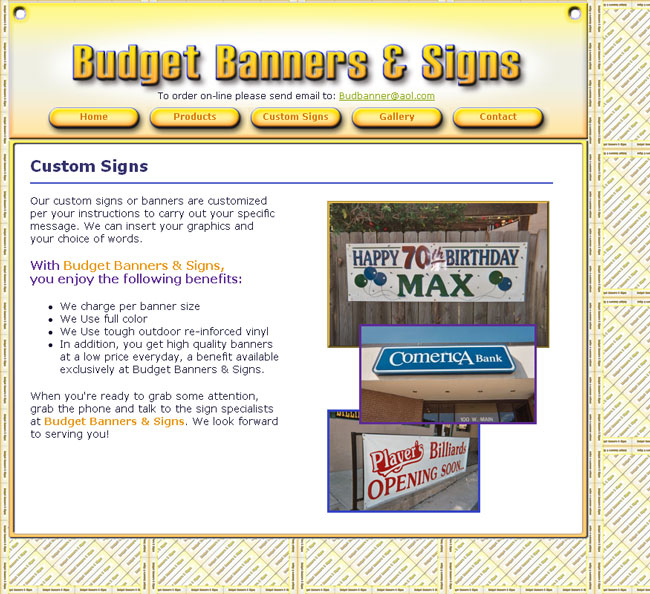 Budget Banners & Signs
To order on-line please send email to: Budbanner@aol.com
Home Products Custom Signs Gallery Contact
Custom Signs
Our custom signs or banners are customized
per your instructions to carry out your specific
message. We can insert your graphics and
your choice of words.
With Budget Banners & Signs,
you enjoy the following benefits:
We charge per banner size
We Use full color
We Use tough outdoor re-inforced vinyl
In addition, you get high quality banners
at a low price everyday, a benefit available
exclusively at Budget Banners & Signs.
When you're ready to grab some attention,
grab the phone and talk to the sign specialists
at Budget Banners & Signs. We look forward
to serving you!
HAPPY 70th BIRTHDAY
MAX
ComericA Bank
100 W. MAIN
Player's Billiards
OPENING SOON...